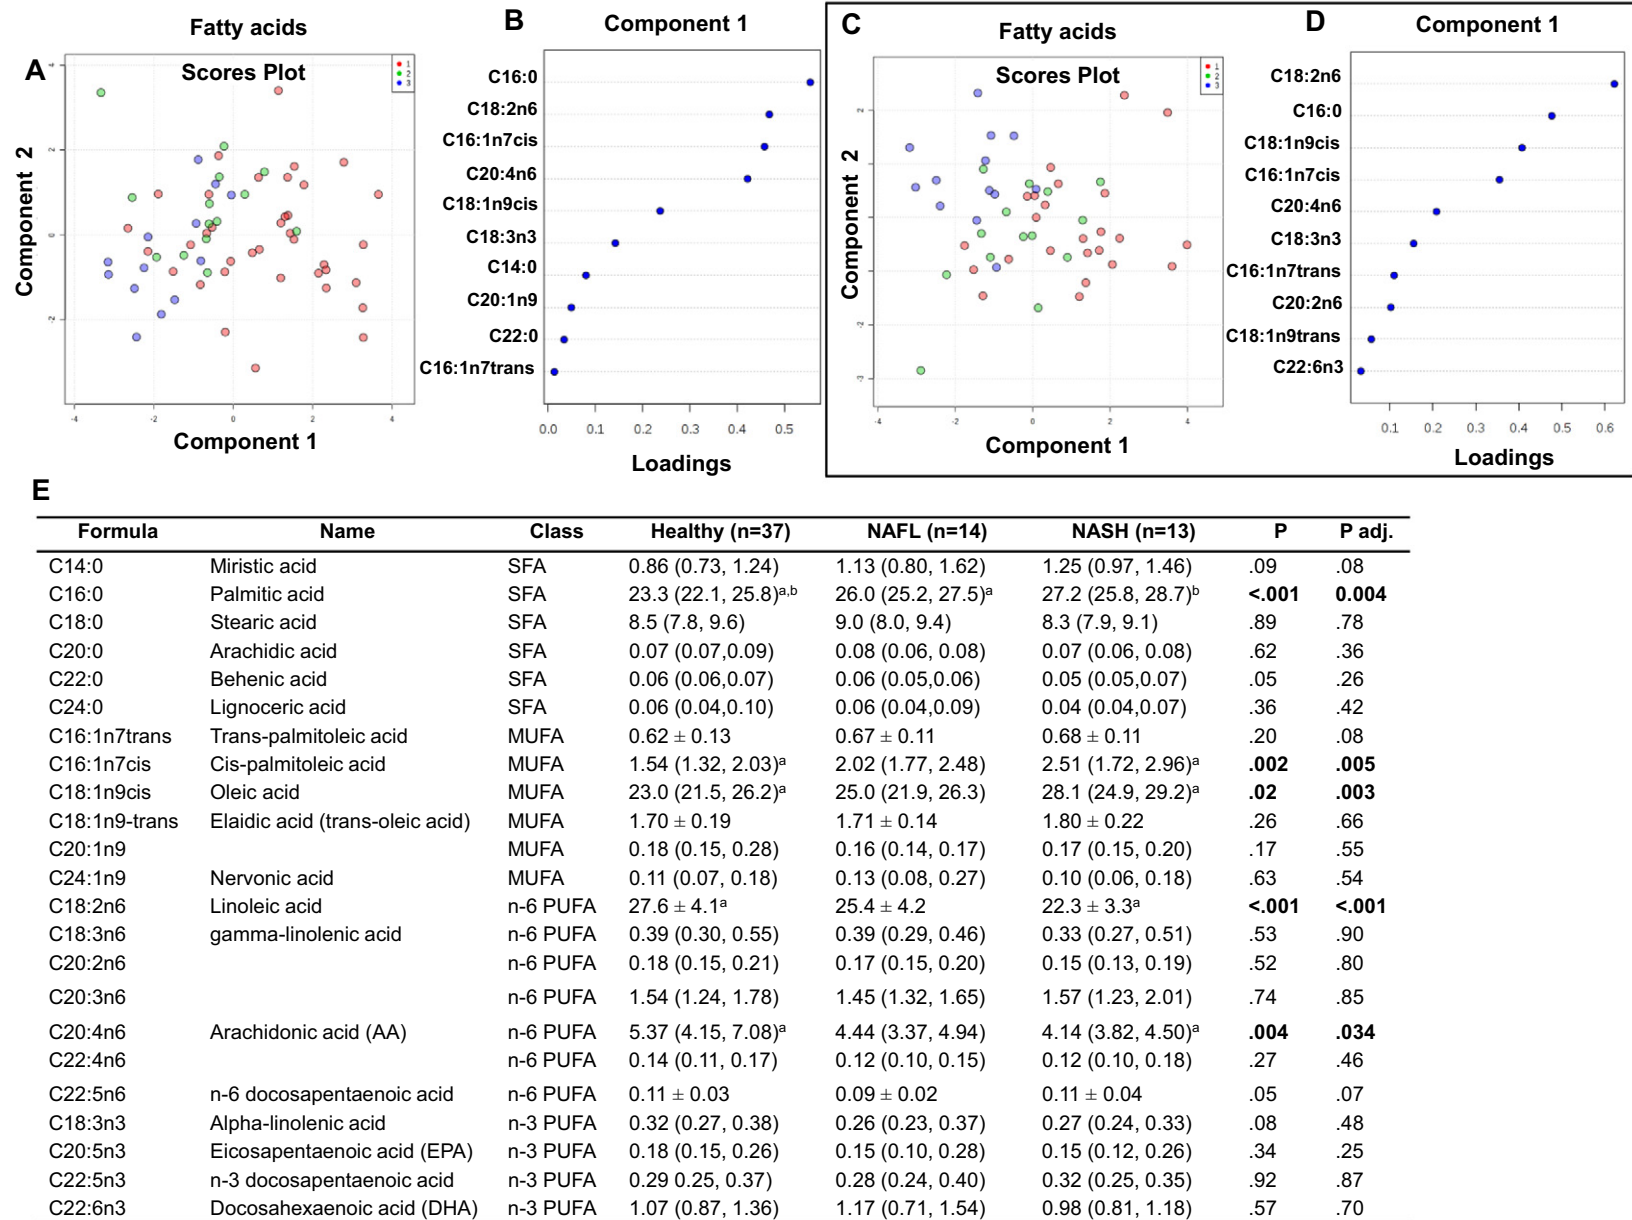 A
Fatty acids
Scores Plot
1
2
3
Component 2
4
2
0
-2
-4
-2
0
2
4
Component 1
B
Component 1
C16:0
C18:2n6
C16:1n7cis
C20:4n6
C18:1n9cis
C18:3n3
C14:0
C20:1n9
C22:0
C16:1n7trans
0.0 0.1 0.2 0.3 0.4 0.5
Loadings
C
Fatty acids
Scores Plot
1
2
3
Component 2
2
-2
-3
-4
-2
0
2
4
Component 1
D
Component 1
C18:2n6
C16:0
C18:1n9cis
C16:1n7cis
C20:4n6
C18:3n3
C16:1n7trans
C20:2n6
C18:1n9trans
C22:6n3
0.1 0.2 0.3 0.4 0.5 0.6
Loadings
E
Formula Name Class Healthy (n=37) NAFL (n=14) NASH (n=13) P P adj.
C14:0 Miristic acid SFA 0.86 (0.73, 1.24) 1.13 (0.80, 1.62) 1.25 (0.97, 1.46) .09 .08
C16:0 Palmitic acid SFA 23.3 (22.1, 25.8)a,b 26.0 (25.2, 27.5)a 27.2 (25.8, 28.7)b <.001 0.004
C18:0 Stearic acid SFA 8.5 (7.8, 9.6) 9.0 (8.0, 9.4) 8.3 (7.9, 9.1) .89 .78
C20:0 Arachidic acid SFA 0.07 (0.07,0.09) 0.08 (0.06, 0.08) 0.07 (0.06, 0.08) .62 .36
C22:0 Behenic acid SFA 0.06 (0.06,0.07) 0.06 (0.05,0.06) 0.05 (0.05,0.07) .05 .26
C24:0 Lignoceric acid SFA 0.06 (0.04,0.10) 0.06 (0.04,0.09) 0.04 (0.04,0.07) .36 .42
C16:1n7trans Trans-palmitoleic acid MUFA 0.62 ± 0.13 0.67 ± 0.11 0.68 ± 0.11 .20 .08
C16:1n7cis Cis-palmitoleic acid MUFA 1.54 (1.32, 2.03)a 2.02 (1.77, 2.48) 2.51 (1.72, 2.96)a .002 .005
C18:1n9cis Oleic acid MUFA 23.0 (21.5, 26.2)a 25.0 (21.9, 26.3) 28.1 (24.9, 29.2)a .02 .003
C18:1n9-trans Elaidic acid (trans-oleic acid) MUFA 1.70 ± 0.19 1.71 ± 0.14 1.80 ± 0.22 .26 .66
C20:1n9 MUFA 0.18 (0.15, 0.28) 0.16 (0.14, 0.17) 0.17 (0.15, 0.20) .17 .55
C24:1n9 Nervonic acid MUFA 0.11 (0.07, 0.18) 0.13 (0.08, 0.27) 0.10 (0.06, 0.18) .63 .54
C18:2n6 Linoleic acid n-6 PUFA 27.6 ± 4.1a 25.4 ± 4.2 22.3 ± 3.3a <.001 <.001
C18:3n6 gamma-linolenic acid n-6 PUFA 0.39 (0.30, 0.55) 0.39 (0.29, 0.46) 0.33 (0.27, 0.51) .53 .90
C20:2n6 n-6 PUFA 0.18 (0.15, 0.21) 0.17 (0.15, 0.20) 0.15 (0.13, 0.19) .52 .80
C20:3n6 n-6 PUFA 1.54 (1.24, 1.78) 1.45 (1.32, 1.65) 1.57 (1.23, 2.01) .74 .85
C20:4n6 Arachidonic acid (AA) n-6 PUFA 5.37 (4.15, 7.08)a 4.44 (3.37, 4.94) 4.14 (3.82, 4.50)a .004 .034
C22:4n6 n-6 PUFA 0.14 (0.11, 0.17) 0.12 (0.10, 0.15) 0.12 (0.10, 0.18) .27 .46
C22:5n6 n-6 docosapentaenoic acid n-6 PUFA 0.11 ± 0.03 0.09 ± 0.02 0.11 ± 0.04 .05 .07
C18:3n3 Alpha-linolenic acid n-3 PUFA 0.32 (0.27, 0.38) 0.26 (0.23, 0.37) 0.27 (0.24, 0.33) .08 .48
C20:5n3 Eicosapentaenoic acid (EPA) n-3 PUFA 0.18 (0.15, 0.26) 0.15 (0.10, 0.28) 0.15 (0.12, 0.26) .34 .25
C22:5n3 n-3 docosapentaenoic acid n-3 PUFA 0.29 0.25, 0.37) 0.28 (0.24, 0.40) 0.32 (0.25, 0.35) .92 .87
C22:6n3 Docosahexaenoic acid (DHA) n-3 PUFA 1.07 (0.87, 1.36) 1.17 (0.71, 1.54) 0.98 (0.81, 1.18) .57 .70